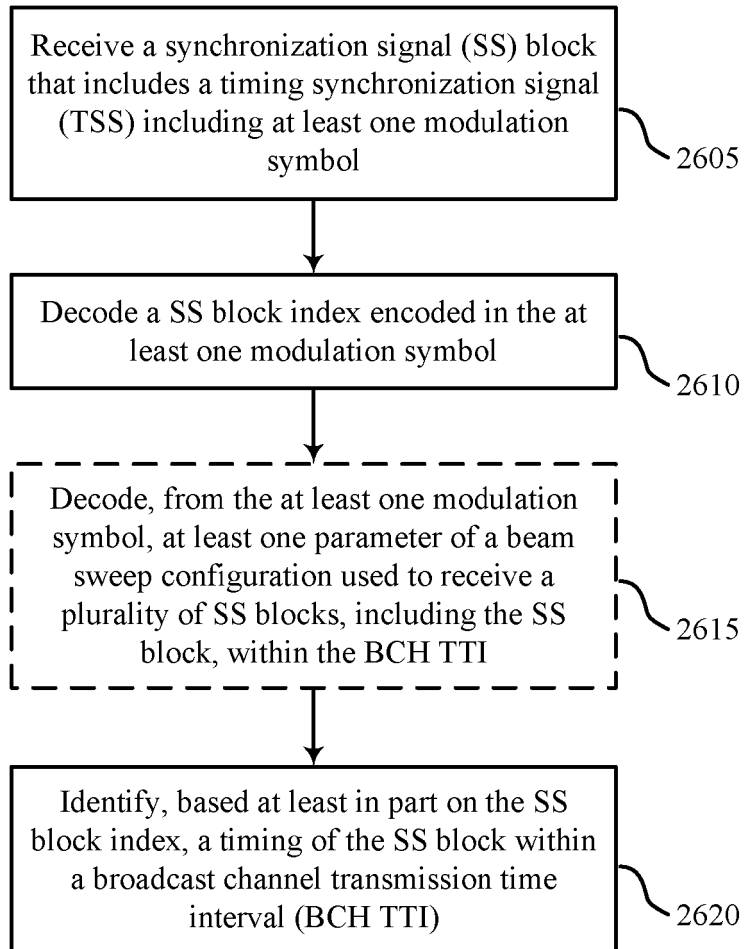 Receive a synchronization signal (SS) block
that includes a timing synchronization signal
(TSS) including at least one modulation
symbol
2605
Decode a SS block index encoded in the at
least one modulation symbol
2610
Decode, from the at least one modulation
symbol, at least one parameter of a beam
sweep configuration used to receive a
plurality of SS blocks, including the SS
block, within the BCH TTI
2615
Identify, based at least in part on the SS
block index, a timing of the SS block within
a broadcast channel transmission time
interval (BCH TTI)
2620